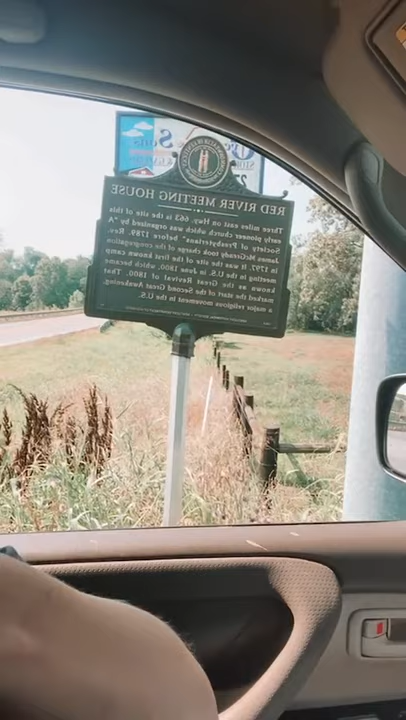 RED RIVER MEETING HOUSE
Three miles east on Hwy. 663 is the site of this
early pioneer church which was organized by "A
Society of Presbyterians" before 1789. Rev.
James McGready took charge of the congregation
in 1797. It was the site of the first known camp
meeting in the U.S. in June 1800, which became
known as the Great Revival of 1800. That
marked the start of the Second Great Awakening,
a major religious movement in the U.S.
Sons